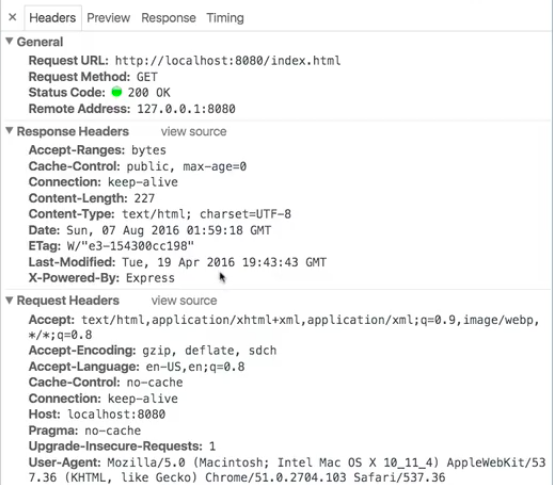 × Headers Preview Response Timing
▼ General
Request URL: http://localhost:8080/index.html
Request Method: GET
Status Code: 200 OK
Remote Address: 127.0.0.1:8080
▼ Response Headers view source
Accept-Ranges: bytes
Cache-Control: public, max-age=0
Connection: keep-alive
Content-Length: 227
Content-Type: text/html; charset=UTF-8
Date: Sun, 07 Aug 2016 01:59:18 GMT
ETag: W/"e3-154300cc198"
Last-Modified: Tue, 19 Apr 2016 19:43:43 GMT
X-Powered-By: Express
▼ Request Headers view source
Accept: text/html,application/xhtml+xml,application/xml;q=0.9,image/webp,
*/*;q=0.8
Accept-Encoding: gzip, deflate, sdch
Accept-Language: en-US,en;q=0.8
Cache-Control: no-cache
Connection: keep-alive
Host: localhost:8080
Pragma: no-cache
Upgrade-Insecure-Requests: 1
User-Agent: Mozilla/5.0 (Macintosh; Intel Mac OS X 10_11_4) AppleWebKit/53
7.36 (KHTML, like Gecko) Chrome/51.0.2704.103 Safari/537.36